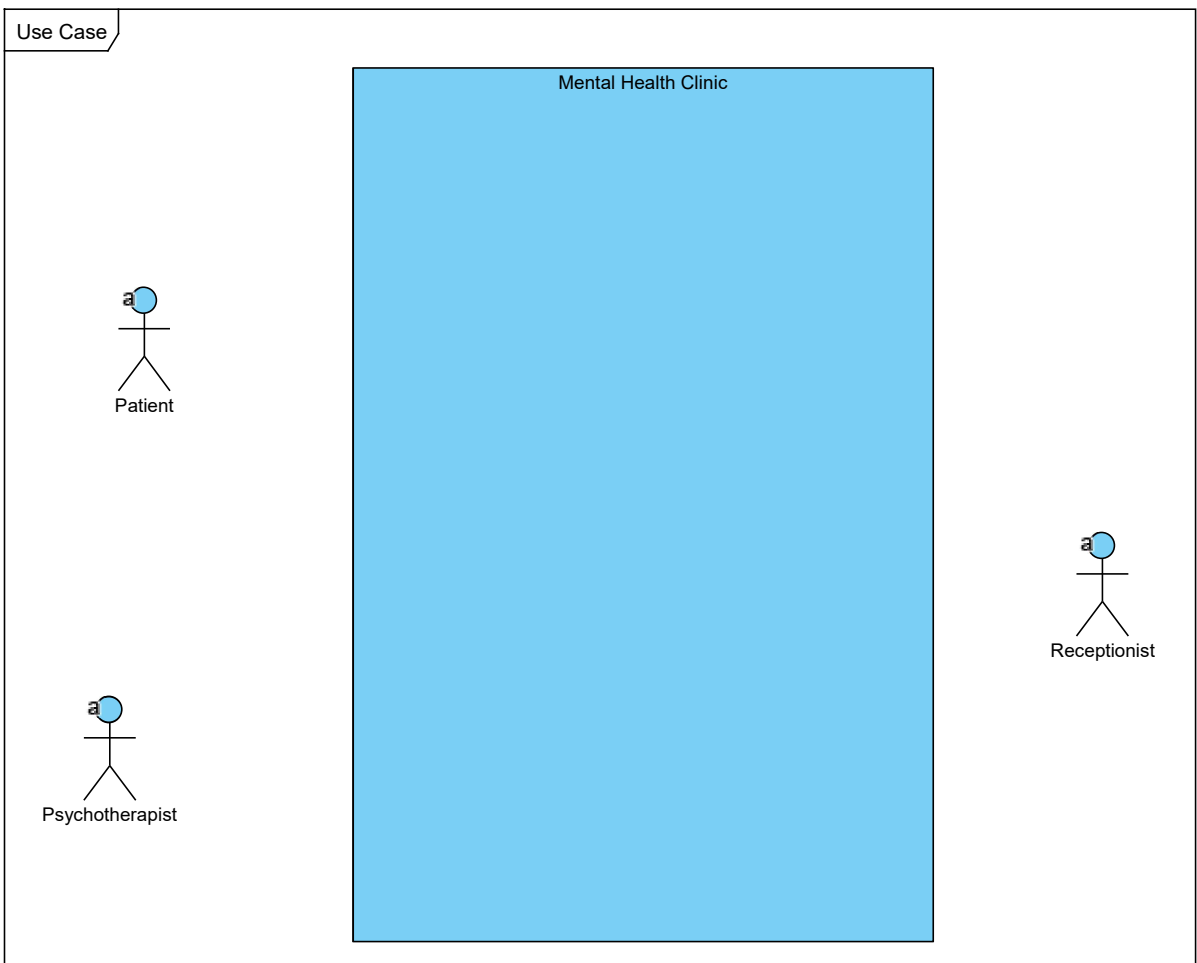 Use Case
Mental Health Clinic
a
Patient
a
Receptionist
a
Psychotherapist